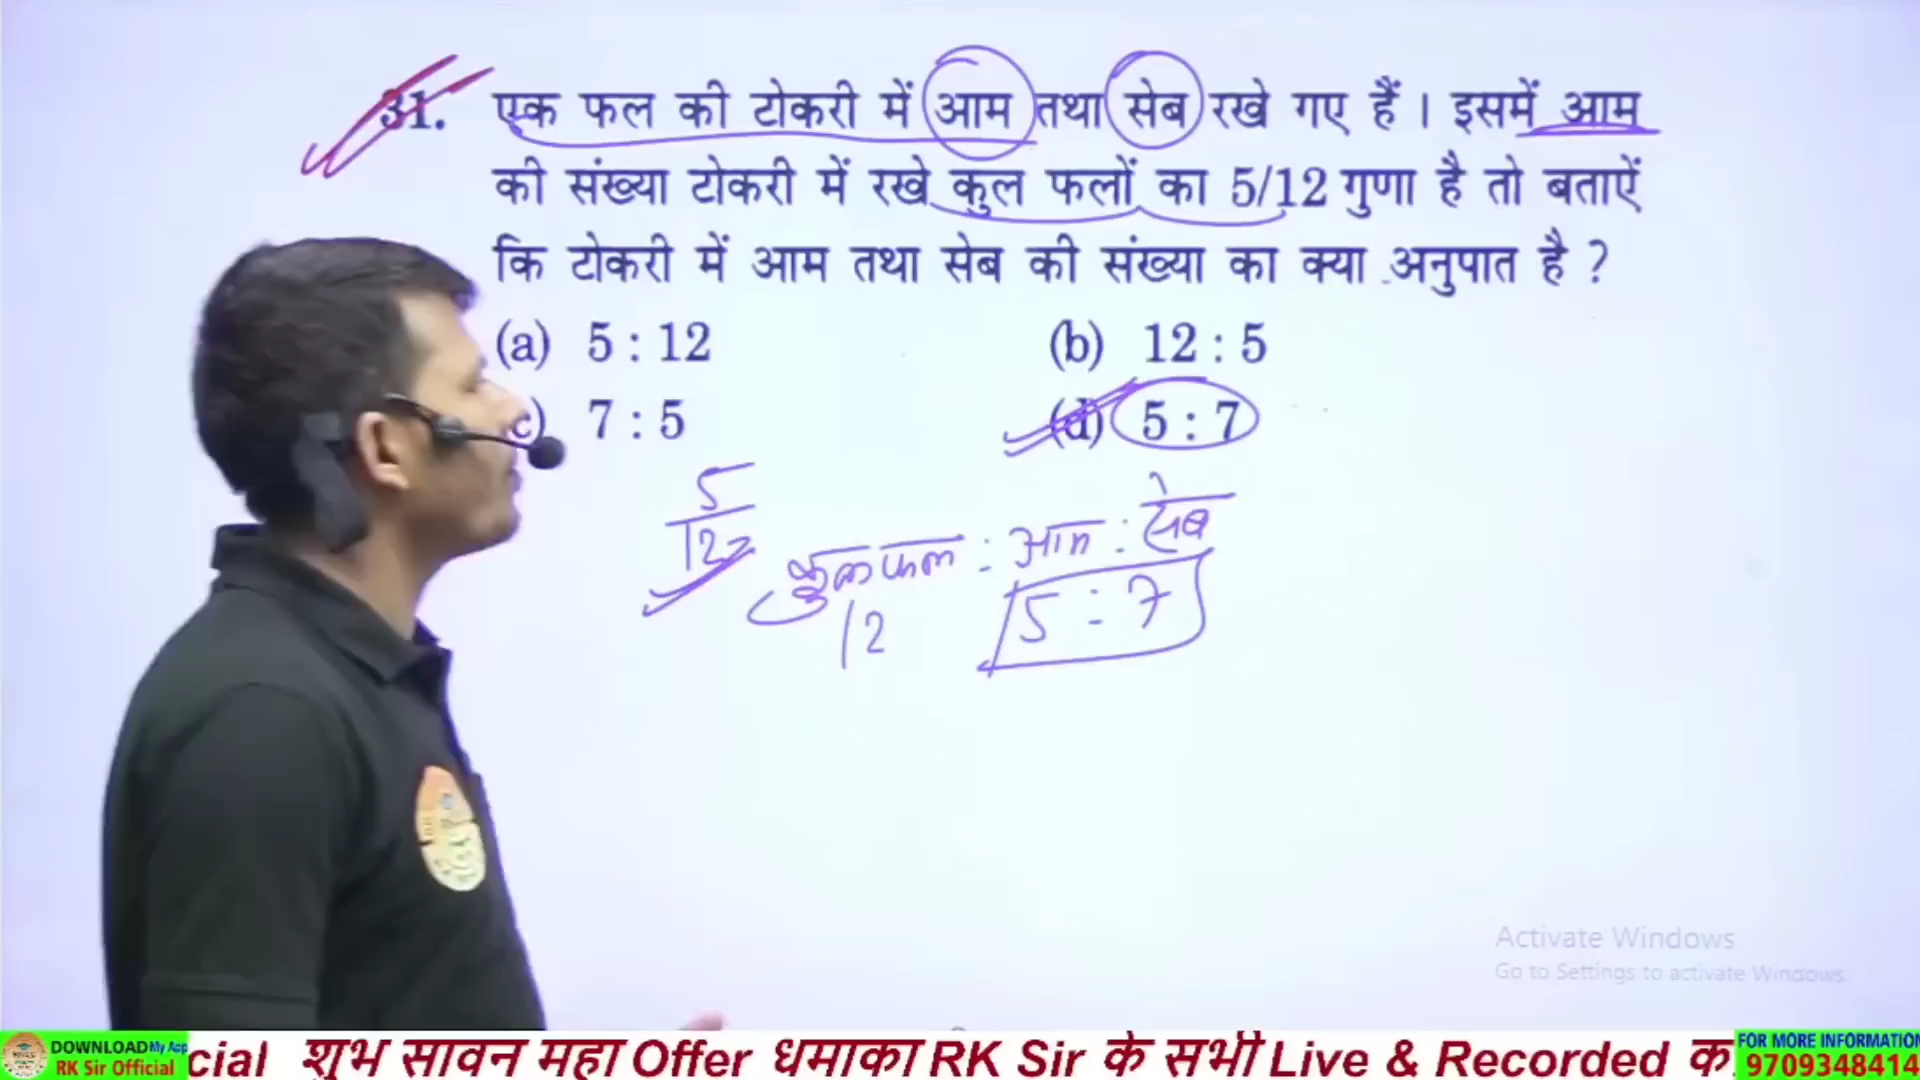 31. एक फल की टोकरी में आम तथा सेब रखे गए हैं । इसमें आम
की संख्या टोकरी में रखे कुल फलों का 5/12 गुणा है तो बताऐं
कि टोकरी में आम तथा सेब की संख्या का क्या अनुपात है ?
(a) 5 : 12 (b) 12 : 5
c) 7 : 5 (d) 5 : 7
5
12
कुल फल : आम : सेब
12 5 : 7
Activate Windows
Go to Settings to activate Windows.
DOWNLOAD My App
RK Sir Official
cial शुभ सावन महा Offer धमाका RK Sir के सभी Live & Recorded क
FOR MORE INFORMATION
9709348414